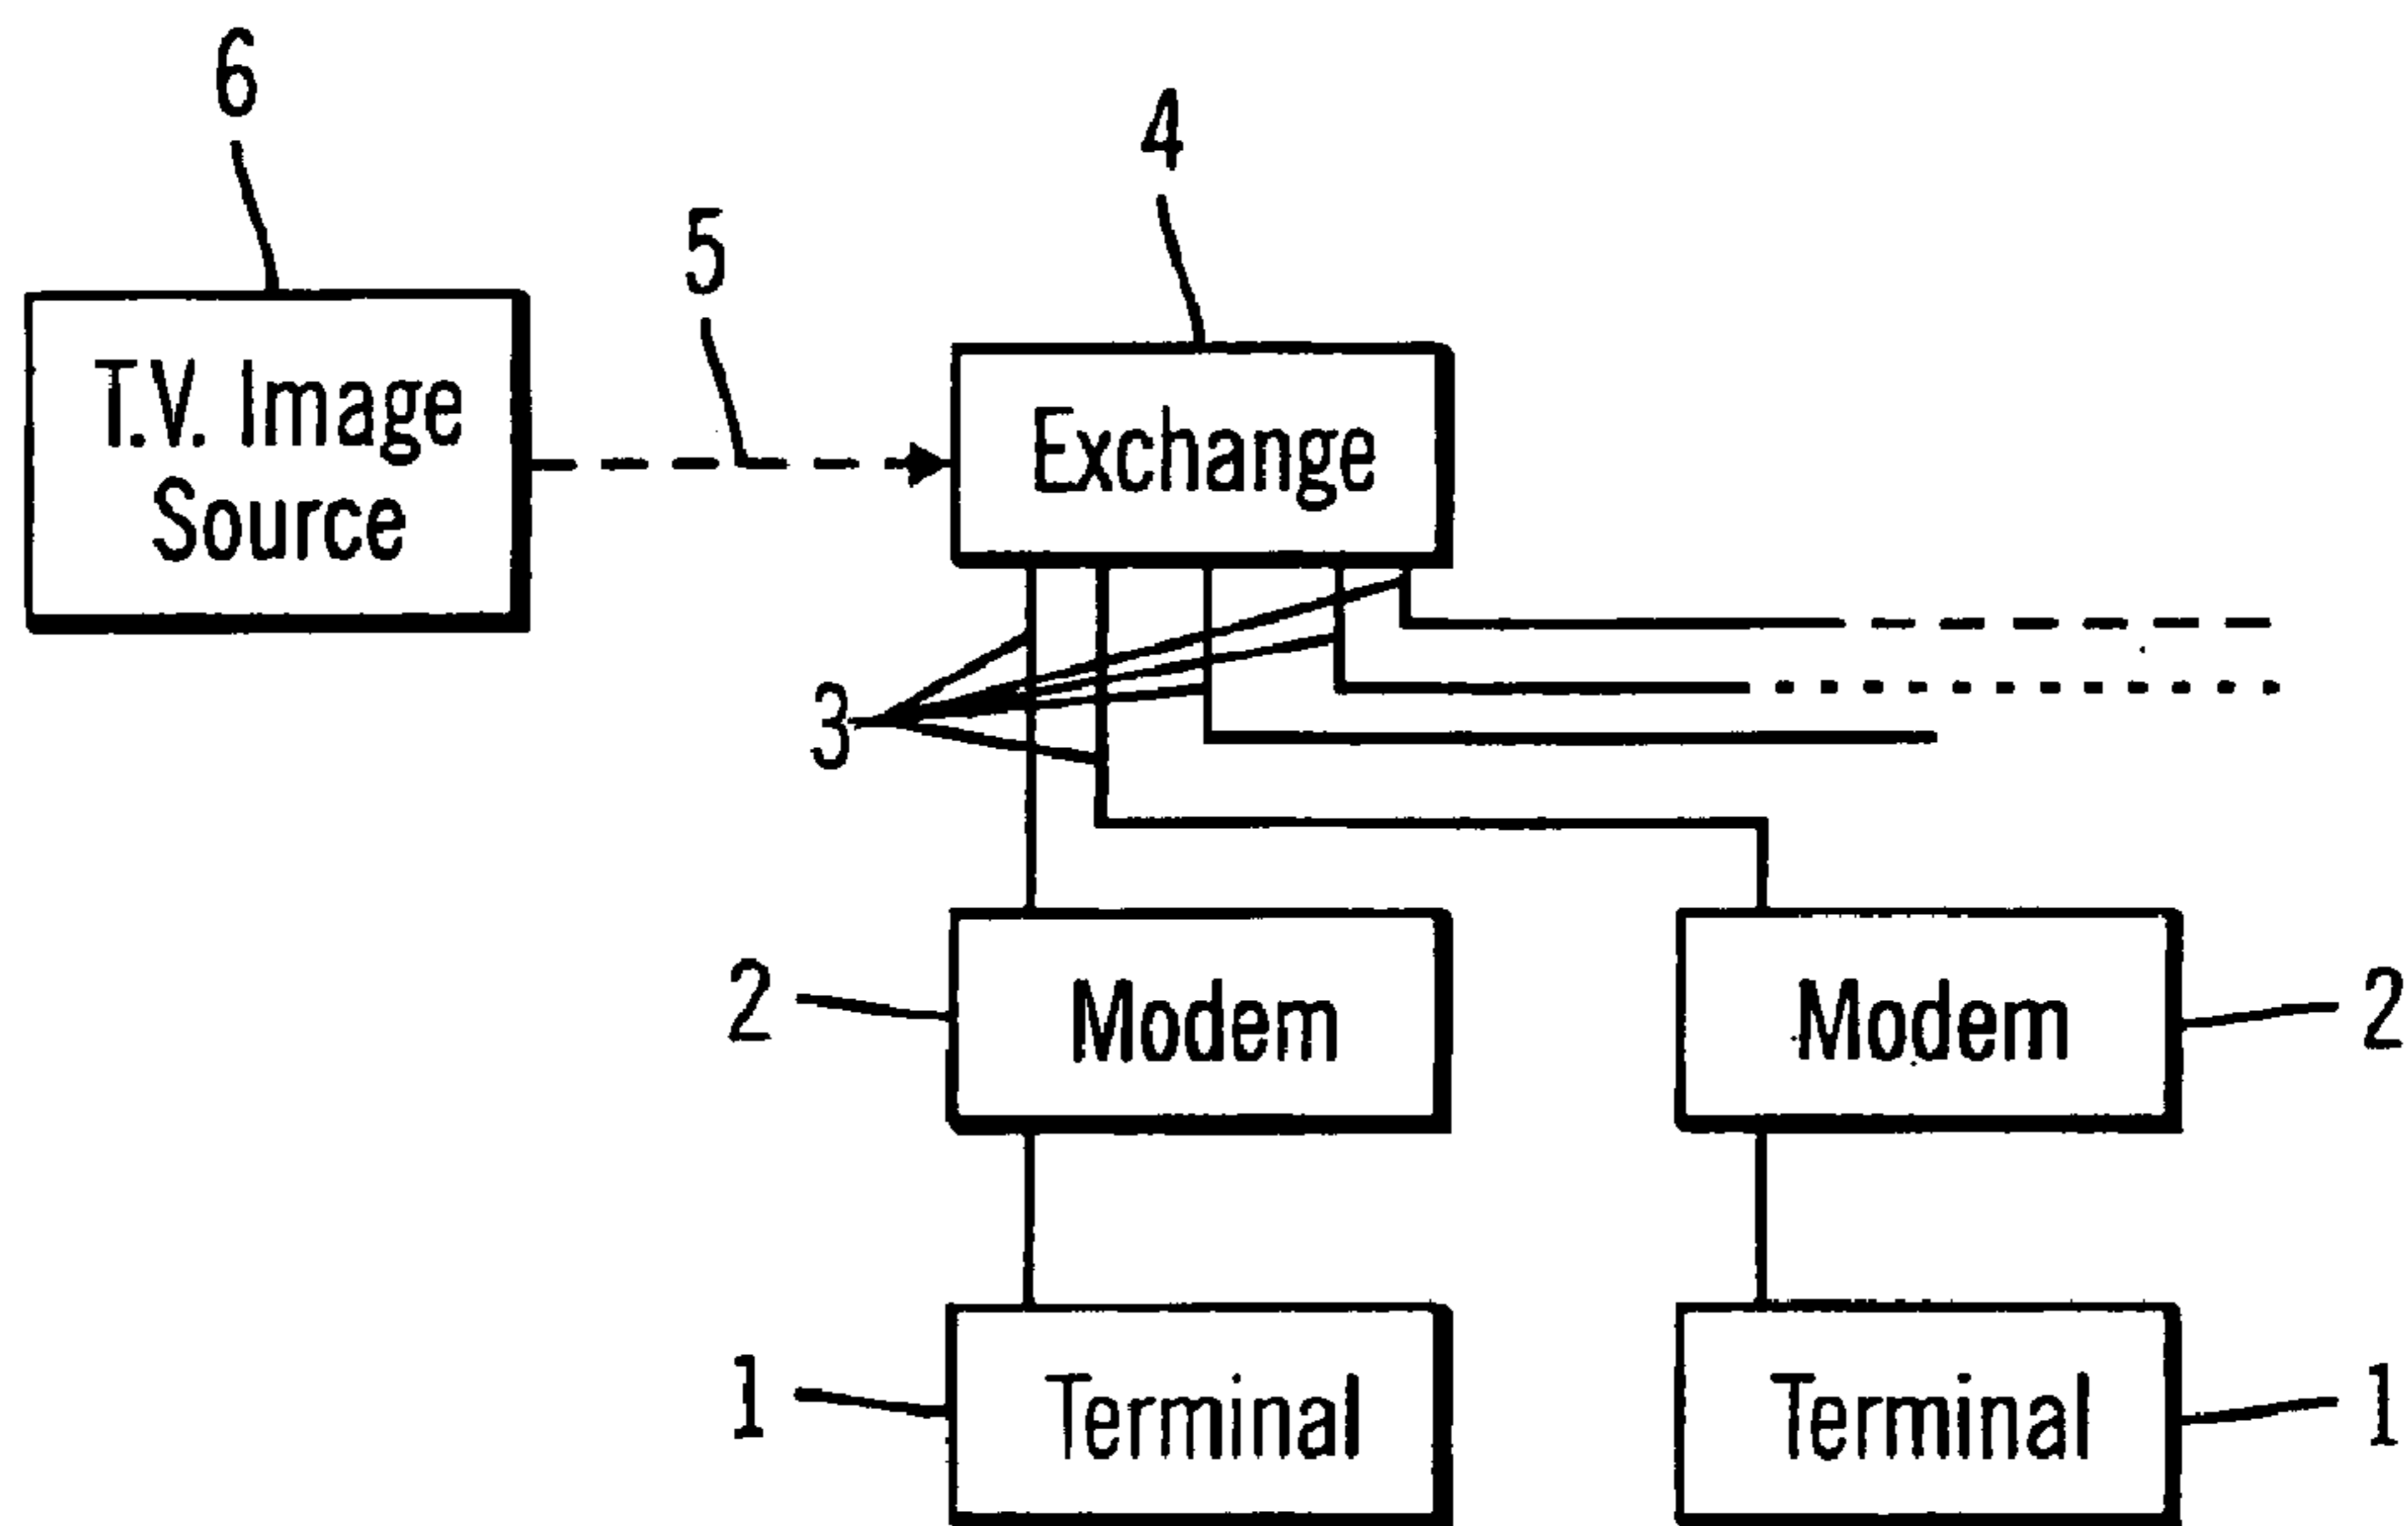 6
4
5
T.V. Image
Source
Exchange
3
2
Modem
Modem
2
1
Terminal
Terminal
1